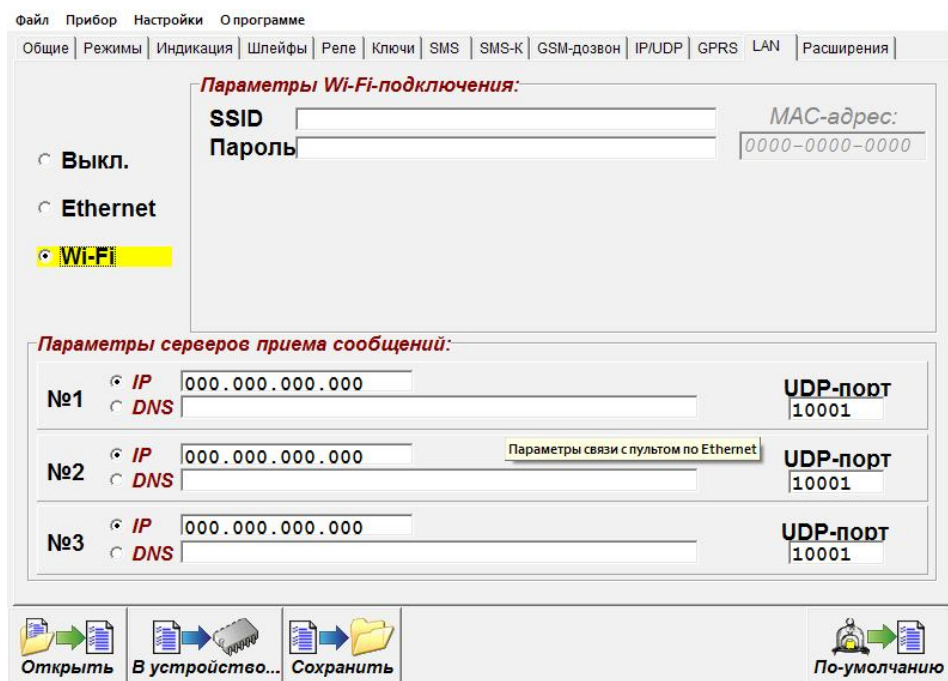 Файл Прибор Настройки О программе
Общие Режимы Индикация Шлейфы Реле Ключи SMS SMS-K GSM-дозвон IP/UDP GPRS LAN Расширения
Параметры Wi-Fi-подключения:
SSID
MAC-адрес:
Пароль
0000-0000-0000
Выкл.
Ethernet
Wi-Fi
Параметры серверов приема сообщений:
№1
IP 000.000.000.000
DNS
UDP-порт
10001
Параметры связи с пультом по Ethernet
№2
IP 000.000.000.000
DNS
UDP-порт
10001
№3
IP 000.000.000.000
DNS
UDP-порт
10001
Открыть В устройство... Сохранить По-умолчанию